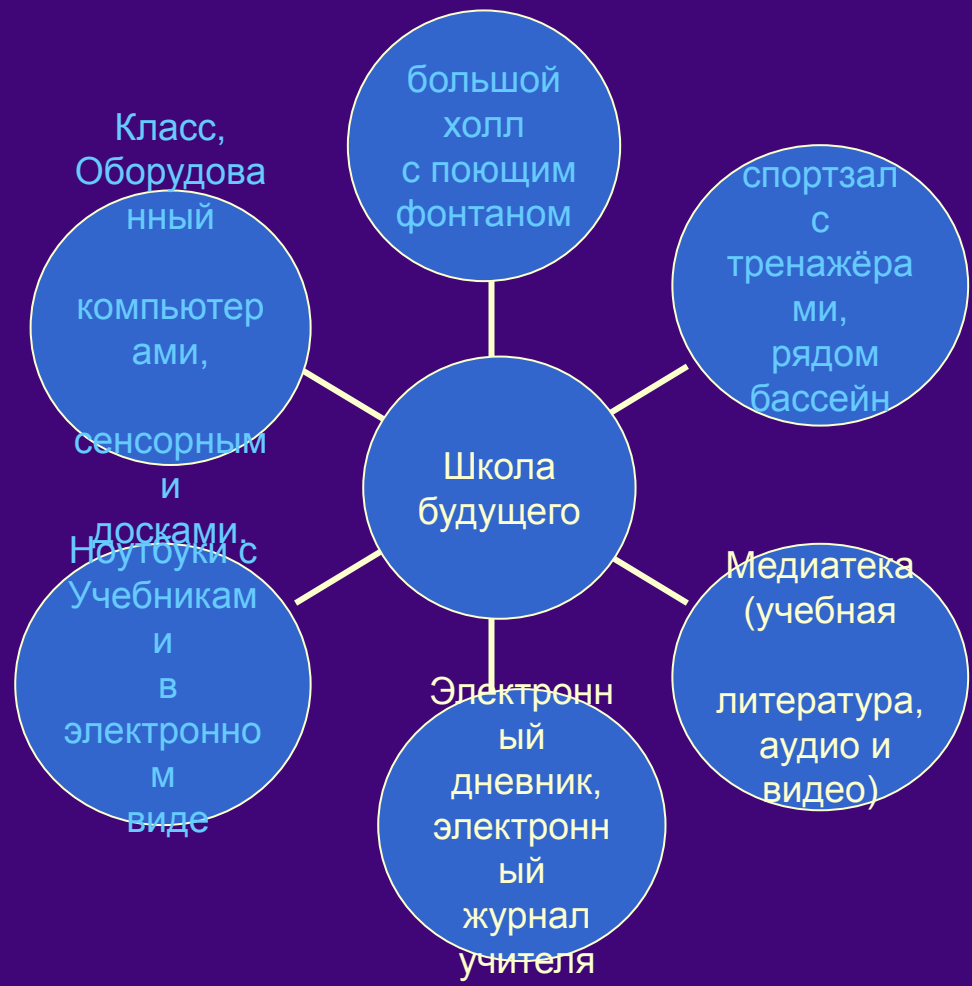 большой
холл
с поющим
фонтаном
Класс,
Оборудова
нный
компьютер
ами,
сенсорным
и
досками.
спортзал
с
тренажёра
ми,
рядом
бассейн
Школа
будущего
Ноутбуки с
Учебникам
и
в
электронно
м
виде
Медиатека
(учебная
литература,
аудио и
видео)
Электронн
ый
дневник,
электронн
ый
журнал
учителя